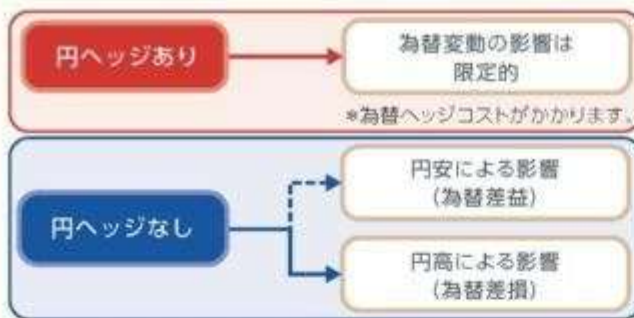 円ヘッジあり
為替変動の影響は
限定的
*為替ヘッジコストがかかります。
円ヘッジなし
円安による影響
(為替差益)
円高による影響
(為替差損)